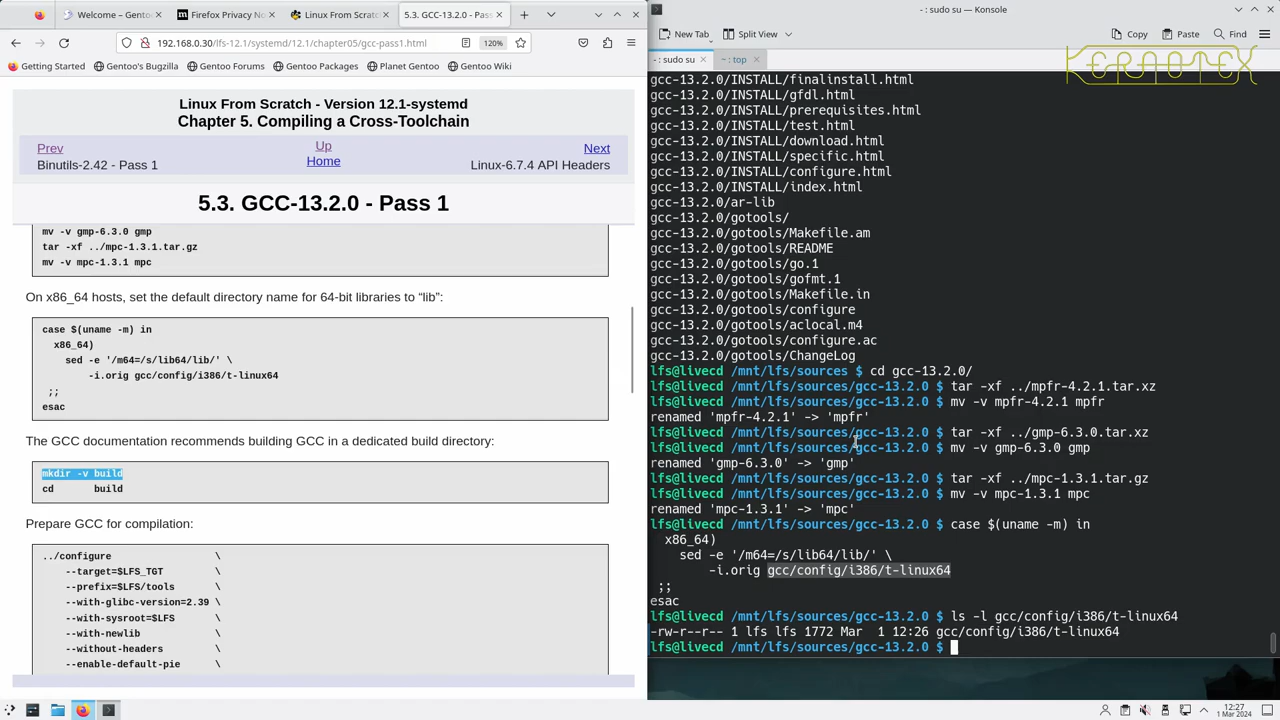 Welcome – Gentoo
Firefox Privacy No
Linux From Scratch
5.3. GCC-13.2.0 - Pass
192.168.0.30/lfs-12.1/systemd/12.1/chapter05/gcc-pass1.html
120%
Getting Started
Gentoo's Bugzilla
Gentoo Forums
Gentoo Packages
Planet Gentoo
Gentoo Wiki
Linux From Scratch - Version 12.1-systemd
Chapter 5. Compiling a Cross-Toolchain
Prev
Up
Next
Binutils-2.42 - Pass 1
Home
Linux-6.7.4 API Headers
5.3. GCC-13.2.0 - Pass 1
mv -v gmp-6.3.0 gmp
tar -xf ../mpc-1.3.1.tar.gz
mv -v mpc-1.3.1 mpc
On x86_64 hosts, set the default directory name for 64-bit libraries to “lib”:
case $(uname -m) in
x86_64)
sed -e '/m64=/s/lib64/lib/' \
-i.orig gcc/config/i386/t-linux64
;;
esac
The GCC documentation recommends building GCC in a dedicated build directory:
mkdir -v build
cd build
Prepare GCC for compilation:
../configure \
--target=$LFS_TGT \
--prefix=$LFS/tools \
--with-glibc-version=2.39 \
--with-sysroot=$LFS \
--with-newlib \
--without-headers \
--enable-default-pie \
- : sudo su — Konsole
New Tab
Split View
Copy
Paste
Find
- : sudo su
~ : top
KERNOTEX
gcc-13.2.0/INSTALL/finalinstall.html
gcc-13.2.0/INSTALL/gfdl.html
gcc-13.2.0/INSTALL/prerequisites.html
gcc-13.2.0/INSTALL/test.html
gcc-13.2.0/INSTALL/download.html
gcc-13.2.0/INSTALL/specific.html
gcc-13.2.0/INSTALL/configure.html
gcc-13.2.0/INSTALL/index.html
gcc-13.2.0/ar-lib
gcc-13.2.0/gotools/
gcc-13.2.0/gotools/Makefile.am
gcc-13.2.0/gotools/README
gcc-13.2.0/gotools/go.1
gcc-13.2.0/gotools/gofmt.1
gcc-13.2.0/gotools/Makefile.in
gcc-13.2.0/gotools/configure
gcc-13.2.0/gotools/aclocal.m4
gcc-13.2.0/gotools/configure.ac
gcc-13.2.0/gotools/ChangeLog
lfs@livecd /mnt/lfs/sources $ cd gcc-13.2.0/
lfs@livecd /mnt/lfs/sources/gcc-13.2.0 $ tar -xf ../mpfr-4.2.1.tar.xz
lfs@livecd /mnt/lfs/sources/gcc-13.2.0 $ mv -v mpfr-4.2.1 mpfr
renamed 'mpfr-4.2.1' -> 'mpfr'
lfs@livecd /mnt/lfs/sources/gcc-13.2.0 $ tar -xf ../gmp-6.3.0.tar.xz
lfs@livecd /mnt/lfs/sources/gcc-13.2.0 $ mv -v gmp-6.3.0 gmp
renamed 'gmp-6.3.0' -> 'gmp'
lfs@livecd /mnt/lfs/sources/gcc-13.2.0 $ tar -xf ../mpc-1.3.1.tar.gz
lfs@livecd /mnt/lfs/sources/gcc-13.2.0 $ mv -v mpc-1.3.1 mpc
renamed 'mpc-1.3.1' -> 'mpc'
lfs@livecd /mnt/lfs/sources/gcc-13.2.0 $ case $(uname -m) in
x86_64)
sed -e '/m64=/s/lib64/lib/' \
-i.orig gcc/config/i386/t-linux64
;;
esac
lfs@livecd /mnt/lfs/sources/gcc-13.2.0 $ ls -l gcc/config/i386/t-linux64
-rw-r--r-- 1 lfs lfs 1772 Mar 1 12:26 gcc/config/i386/t-linux64
lfs@livecd /mnt/lfs/sources/gcc-13.2.0 $
12:27
1 Mar 2024